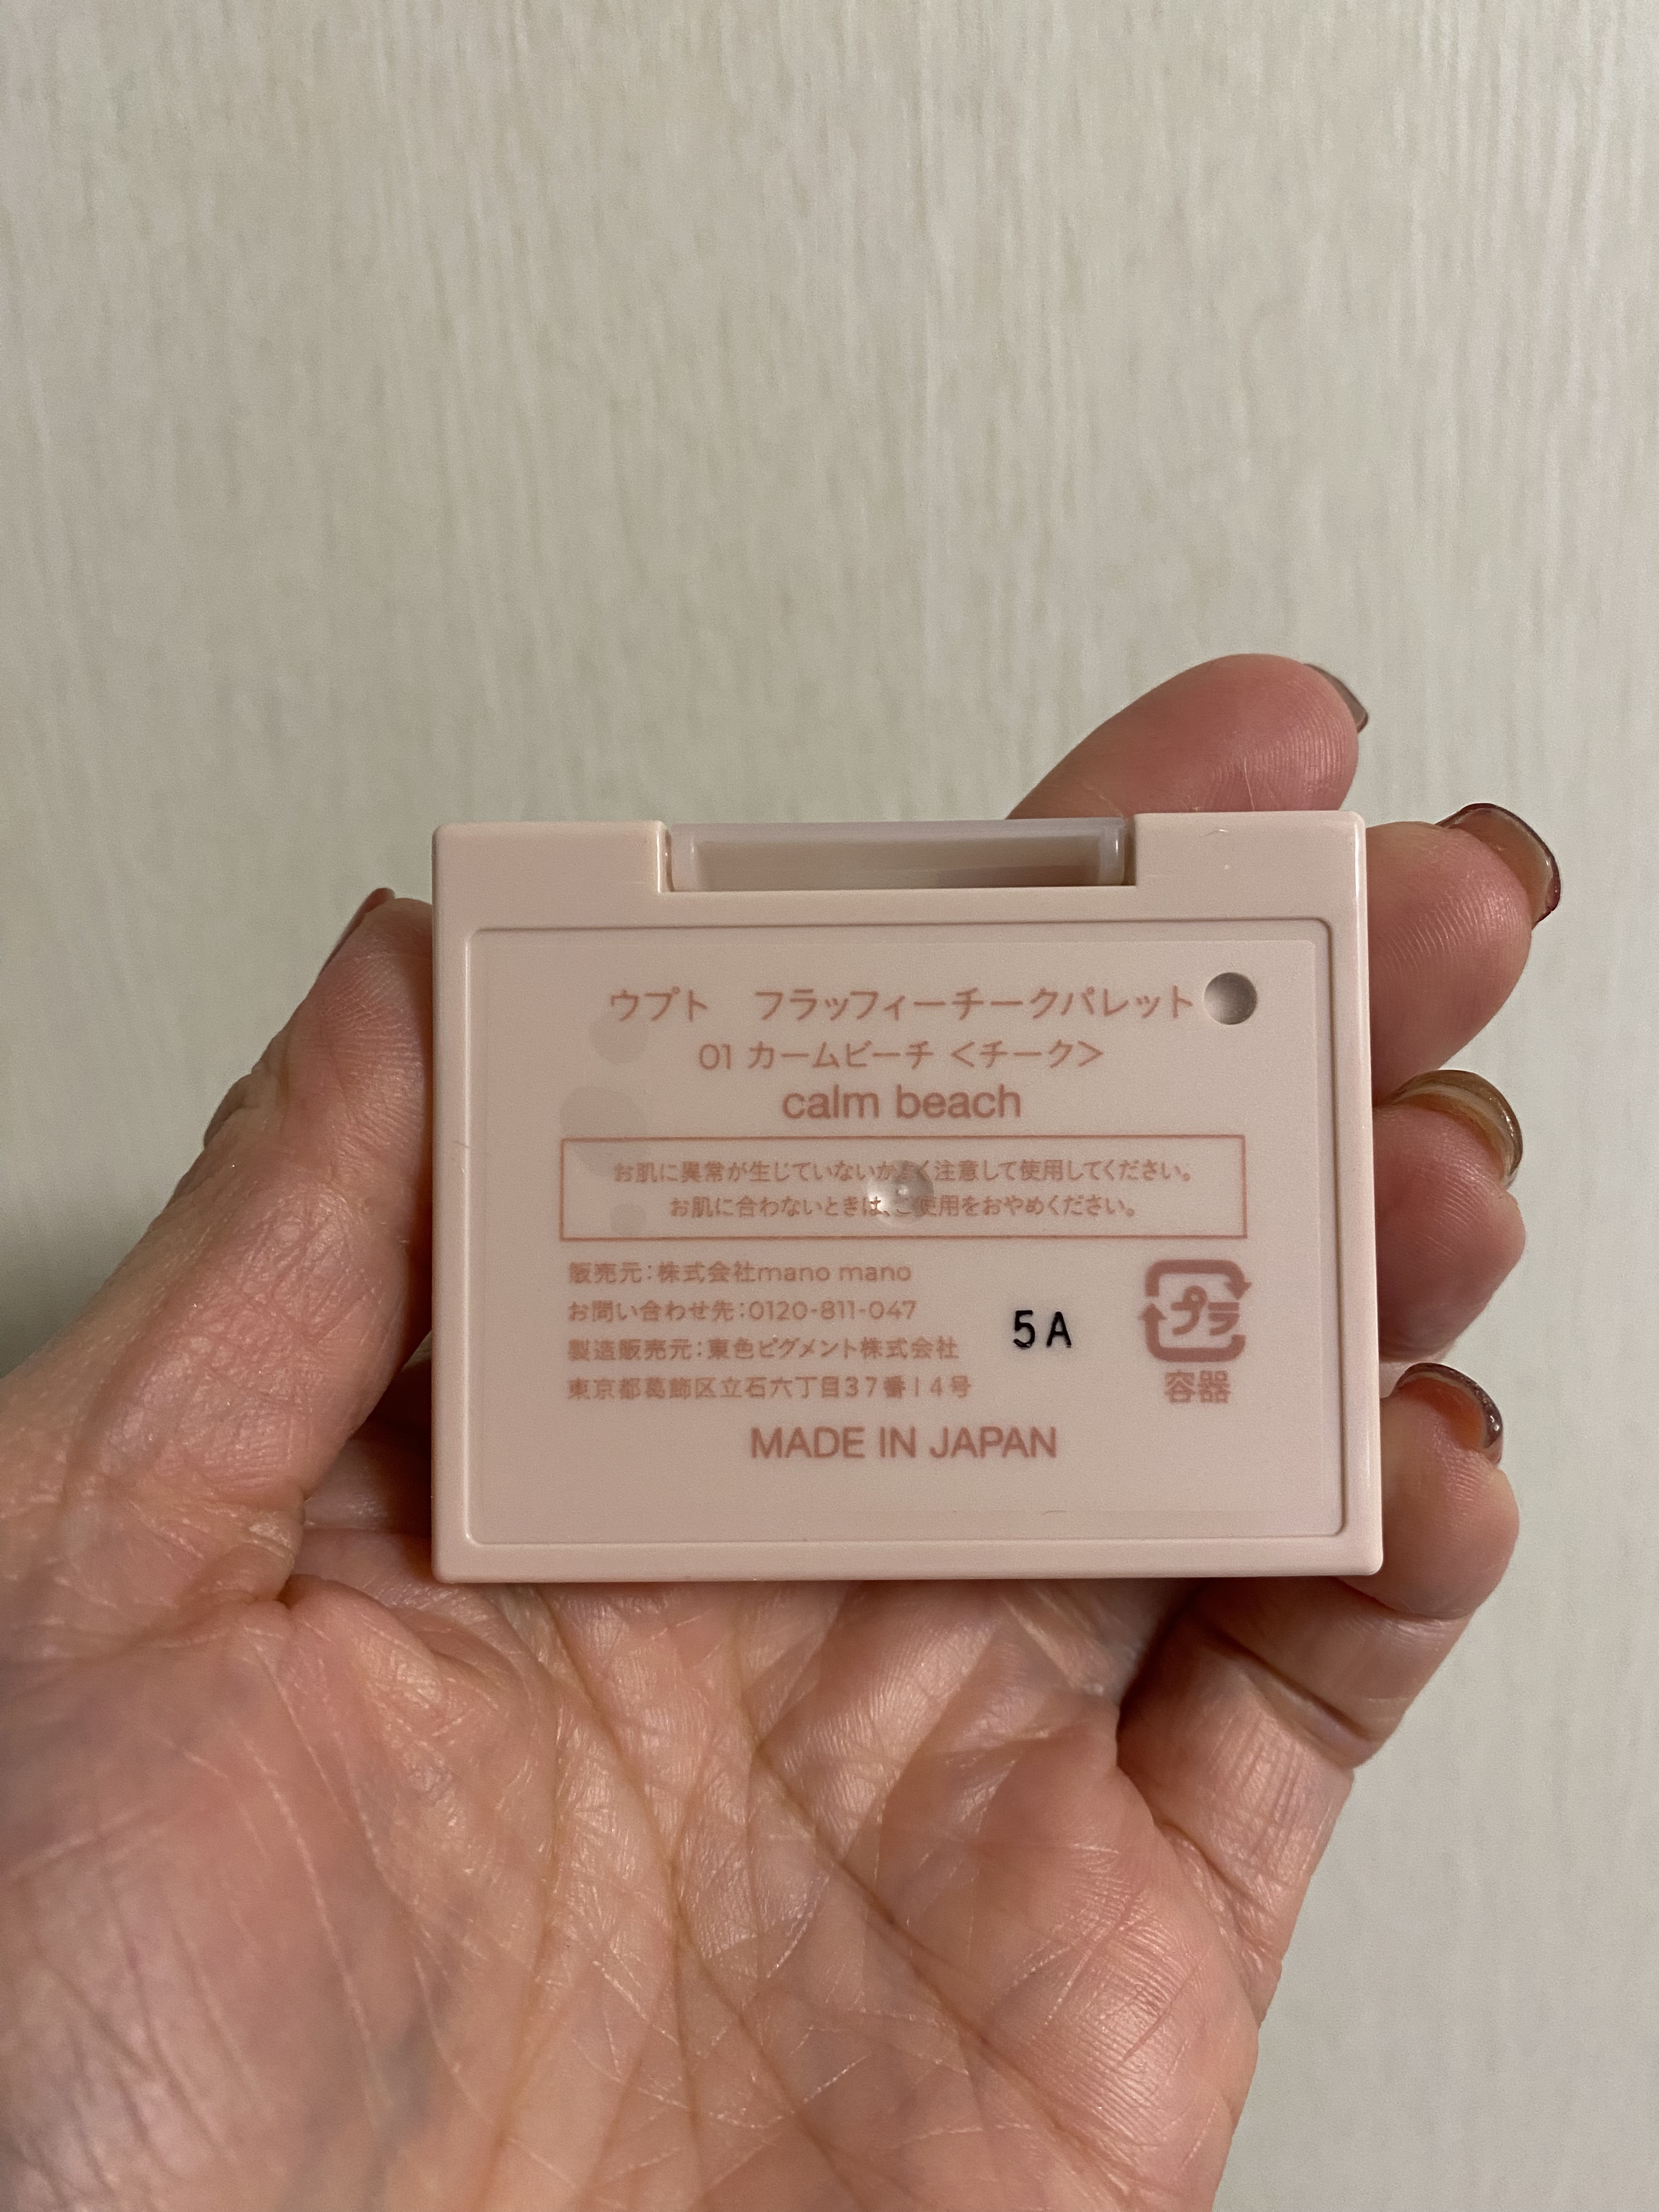 ウプト　フラッフィーチークパレット
01 カームビーチ <チーク>
calm beach
お肌に異常が生じていないかよく注意して使用してください。
お肌に合わないときは、ご使用をおやめください。
販売元:株式会社mano mano
お問い合わせ先:0120-811-047
製造販売元:東色ピグメント株式会社
東京都葛飾区立石六丁目37番14号
5A
プラ
容器
MADE IN JAPAN